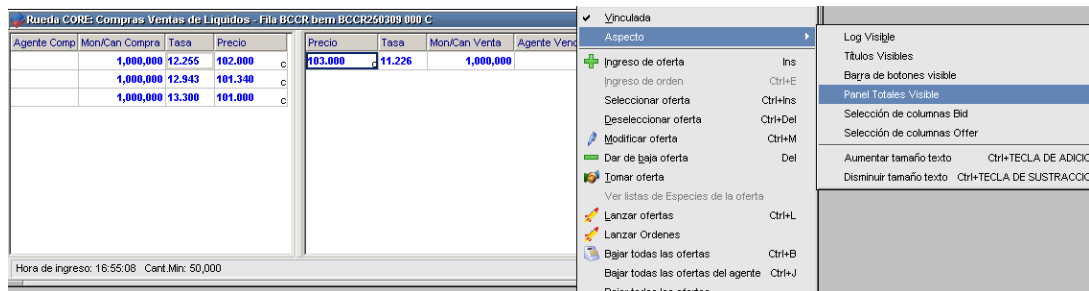 Rueda CORE: Compras Ventas de Liquidos - Fila BCCR bem BCCR250309 000 C
Agente Comp Mon/Can Compra Tasa Precio
1,000,000 12.255 102.000 c
1,000,000 12.943 101.340 c
1,000,000 13.300 101.000 c
Precio Tasa Mon/Can Venta Agente Venc
103.000 c 11.226 1,000,000
Hora de ingreso: 16:55:08 Cant.Min: 50,000
Vinculada
Aspecto
Ingreso de oferta Ins
Ingreso de orden Ctrl+E
Seleccionar oferta Ctrl+Ins
Deseleccionar oferta Ctrl+Del
Modificar oferta Ctrl+M
Dar de baja oferta Del
Tomar oferta
Ver listas de Especies de la oferta
Lanzar ofertas Ctrl+L
Lanzar Ordenes
Bajar todas las ofertas Ctrl+B
Bajar todas las ofertas del agente Ctrl+J
Bajar todas las ofertas
Log Visible
Títulos Visibles
Barra de botones visible
Panel Totales Visible
Selección de columnas Bid
Selección de columnas Offer
Aumentar tamaño texto Ctrl+TECLA DE ADICIO
Disminuir tamaño texto Ctrl+TECLA DE SUSTRACCIO